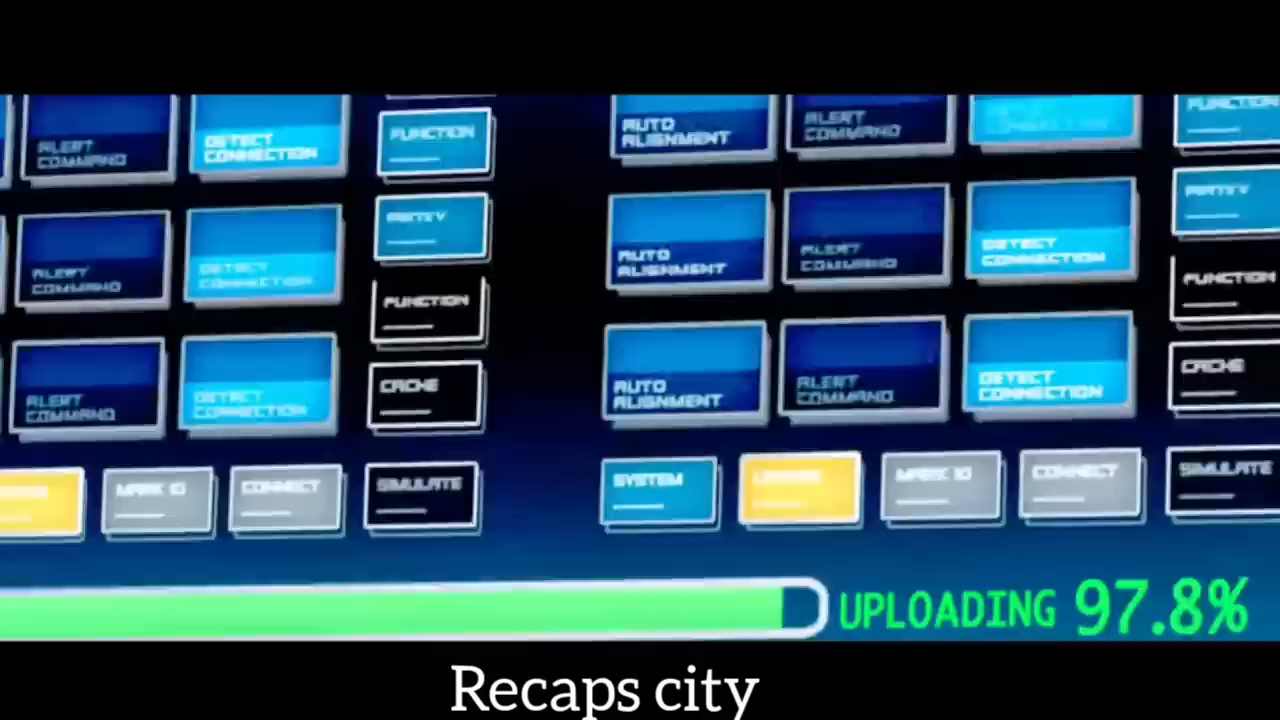 FUNCTION
FUNCTION
AUTO
ALIGNMENT
ALERT
COMMAND
ALERT
COMMAND
DETECT
CONNECTION
ALERT
COMMAND
DETECT
CONNECTION
AUTO
ALIGNMENT
ALERT
COMMAND
DETECT
CONNECTION
FUNCTION
FUNCTION
ALERT
COMMAND
DETECT
CONNECTION
CACHE
AUTO
ALIGNMENT
ALERT
COMMAND
DETECT
CONNECTION
CACHE
MARK
CONNECT
SIMULATE
SYSTEM
MARK
CONNECT
SIMULATE
UPLOADING 97.8%
Recaps city